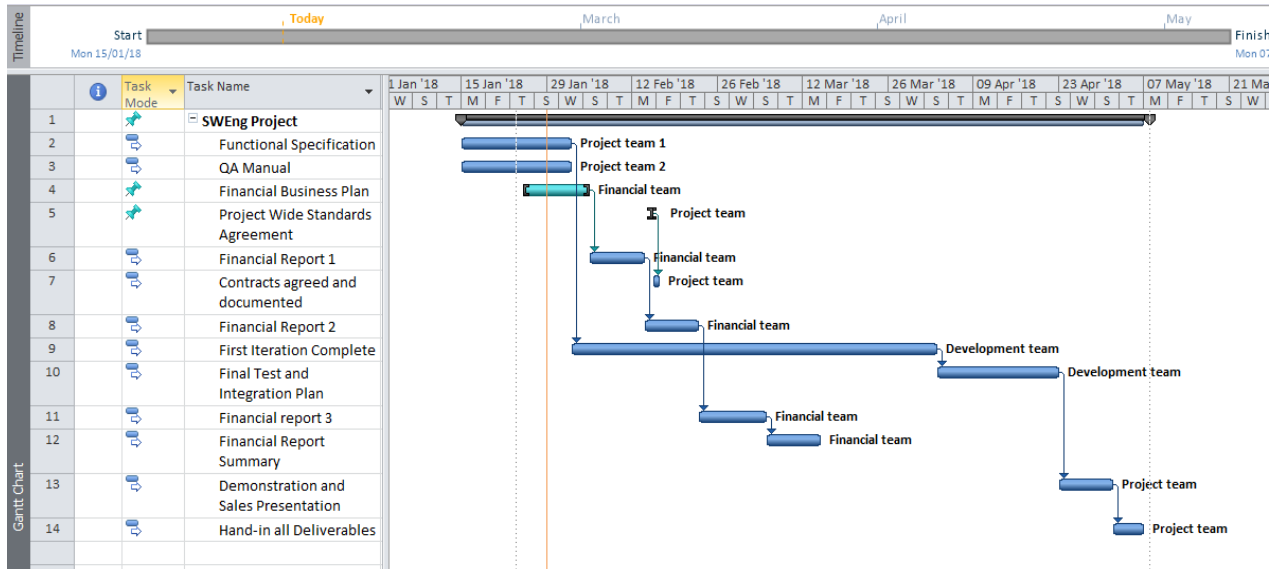 Timeline
Today
March
April
May
Start
Mon 15/01/18
Finish
Mon 07
Task Mode
Task Name
1 Jan '18 15 Jan '18 29 Jan '18 12 Feb '18 26 Feb '18 12 Mar '18 26 Mar '18 09 Apr '18 23 Apr '18 07 May '18 21 Ma
W S T M F T S W S T M F T S W S T M F T S W S T M F T S W S T M F T S W
1 SWEng Project
2 Functional Specification Project team 1
3 QA Manual Project team 2
4 Financial Business Plan Financial team
5 Project Wide Standards Project team
Agreement
6 Financial Report 1 Financial team
7 Contracts agreed and Project team
documented
8 Financial Report 2 Financial team
9 First Iteration Complete Development team
10 Final Test and Development team
Integration Plan
11 Financial report 3 Financial team
12 Financial Report Financial team
Summary
13 Demonstration and Project team
Sales Presentation
14 Hand-in all Deliverables Project team
Gantt Chart